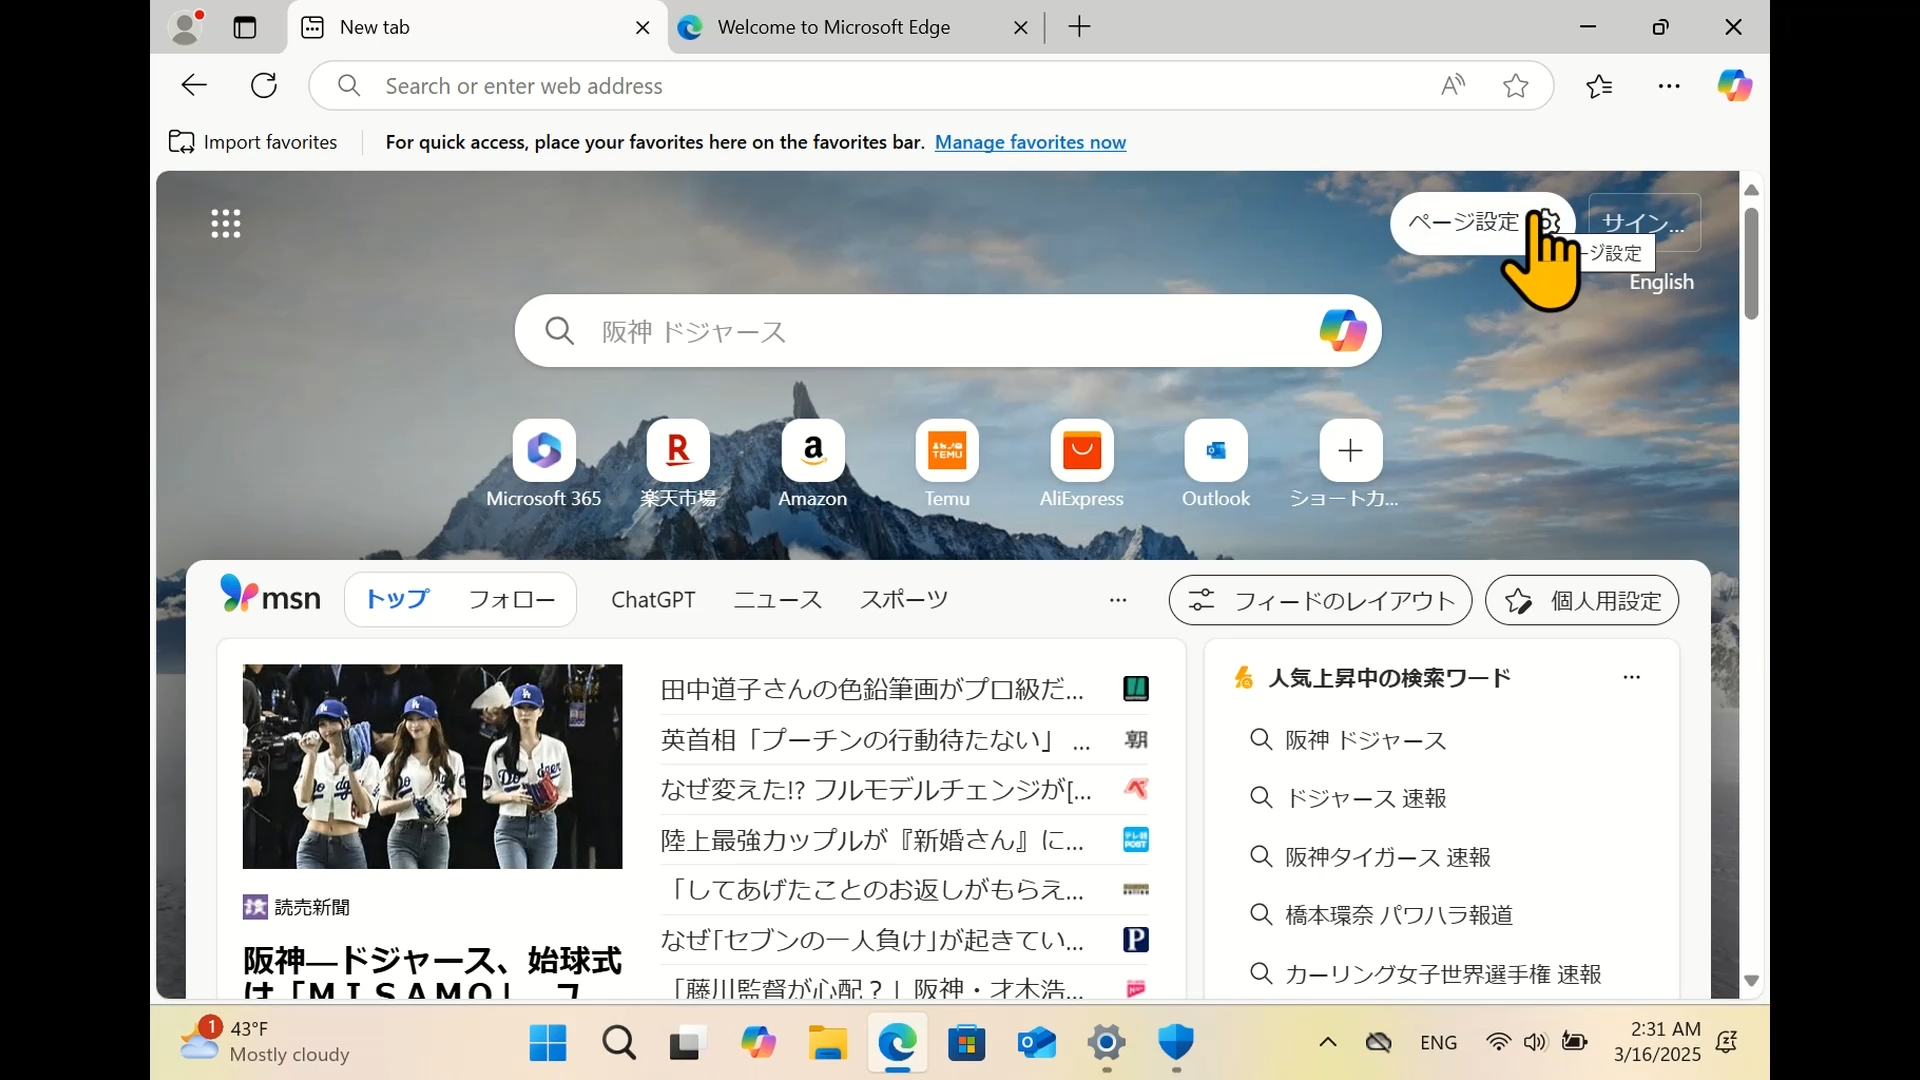 New tab
Welcome to Microsoft Edge
Search or enter web address
Import favorites
For quick access, place your favorites here on the favorites bar. Manage favorites now
ページ設定
サイン...
ージ設定
English
阪神 ドジャース
Microsoft 365
楽天市場
Amazon
TEMU
Temu
AliExpress
Outlook
ショートカ...
msn
トップ
フォロー
ChatGPT
ニュース
スポーツ
フィードのレイアウト
個人用設定
読売新聞
阪神―ドジャース、始球式
は「ＭＩＳＡＭＯ」
田中道子さんの色鉛筆画がプロ級だ...
英首相「プーチンの行動待たない」 ...
なぜ変えた!? フルモデルチェンジが[...
陸上最強カップルが『新婚さん』に...
「してあげたことのお返しがもらえ...
なぜ｢セブンの一人負け｣が起きてい...
「藤川監督が心配？」阪神・才木浩...
人気上昇中の検索ワード
阪神 ドジャース
ドジャース 速報
阪神タイガース 速報
橋本環奈 パワハラ報道
カーリング女子世界選手権 速報
1
43°F
Mostly cloudy
ENG
2:31 AM
3/16/2025